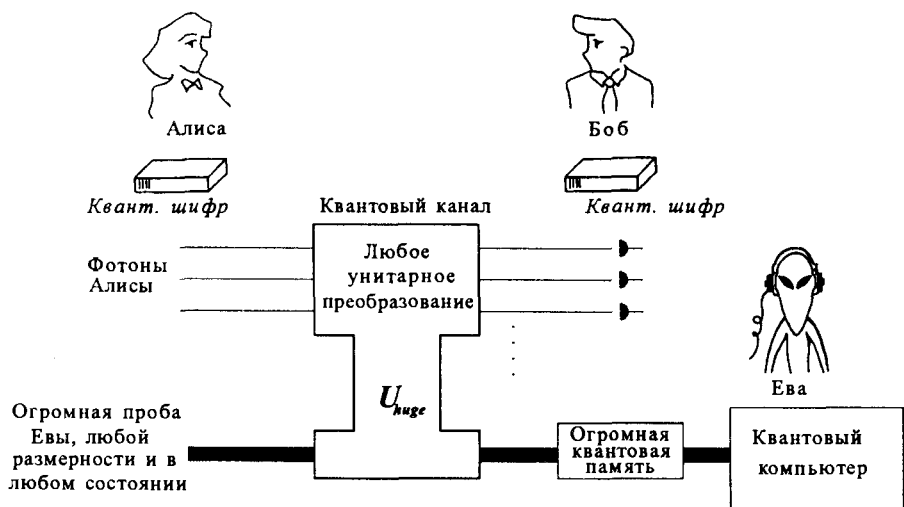 Алиса
Боб
Квант. шифр
Квантовый канал
Квант. шифр
Фотоны
Алисы
Любое
унитарное
преобразование
Ева
U huge
Огромная проба
Евы, любой
размерности и в
любом состоянии
Огромная
квантовая
память
Квантовый
компьютер